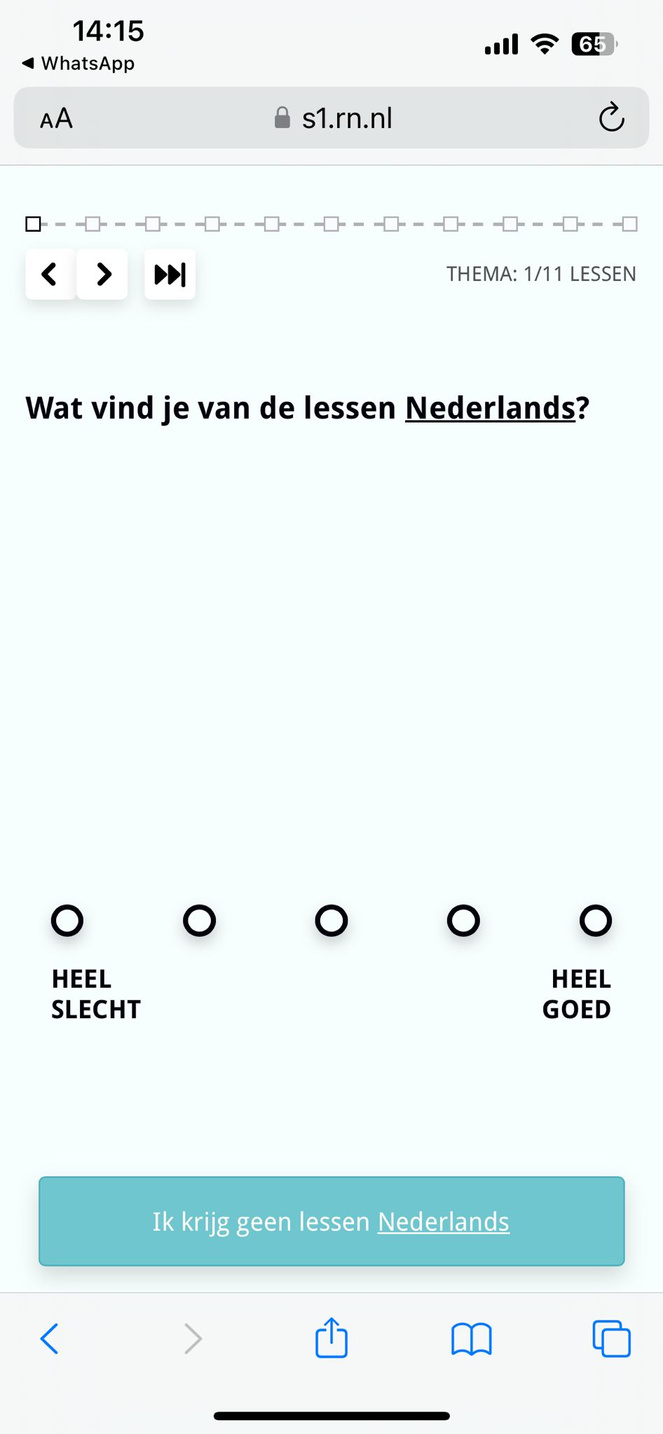 14:15
65
◀ WhatsApp
AA
s1.rn.nl
THEMA: 1/11 LESSEN
Wat vind je van de lessen Nederlands?
HEEL
SLECHT
HEEL
GOED
Ik krijg geen lessen Nederlands